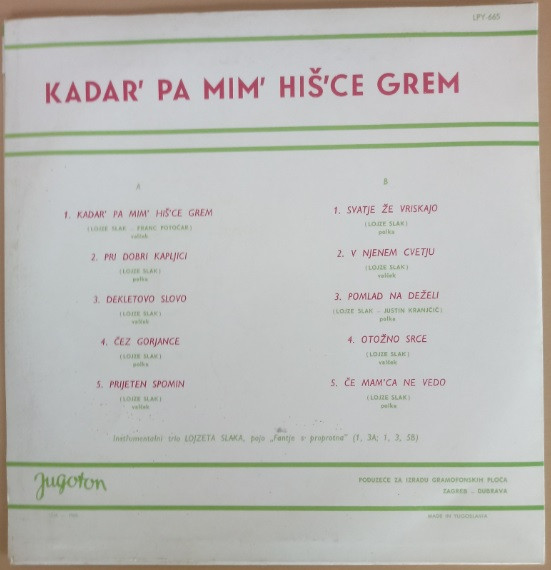 LPY-665
KADAR' PA MIM' HIŠ'CE GREM
A
1. KADAR' PA MIM' HIŠ'CE GREM
(LOJZE SLAK - FRANC POTOČAR)
valček
2. PRI DOBRI KAPLJICI
(LOJZE SLAK)
polka
3. DEKLETOVO SLOVO
(LOJZE SLAK)
valček
4. ČEZ GORJANCE
(LOJZE SLAK)
polka
5. PRIJETEN SPOMIN
(LOJZE SLAK)
valček
B
1. SVATJE ŽE VRISKAJO
(LOJZE SLAK)
polka
2. V NJENEM CVETJU
(LOJZE SLAK)
valček
3. POMLAD NA DEŽELI
(LOJZE SLAK - JUSTIN KRANJČIČ)
polka
4. OTOŽNO SRCE
(LOJZE SLAK)
valček
5. ČE MAM'CA NE VEDO
(LOJZE SLAK)
polka
Instrumentalni trio LOJZETA SLAKA, pojo „Fantje s praprotna" (1, 3A; 1, 3, 5B)
Jugoton
PODUZEĆE ZA IZRADU GRAMOFONSKIH PLOČA
ZAGREB - DUBRAVA
MADE IN YUGOSLAVIA